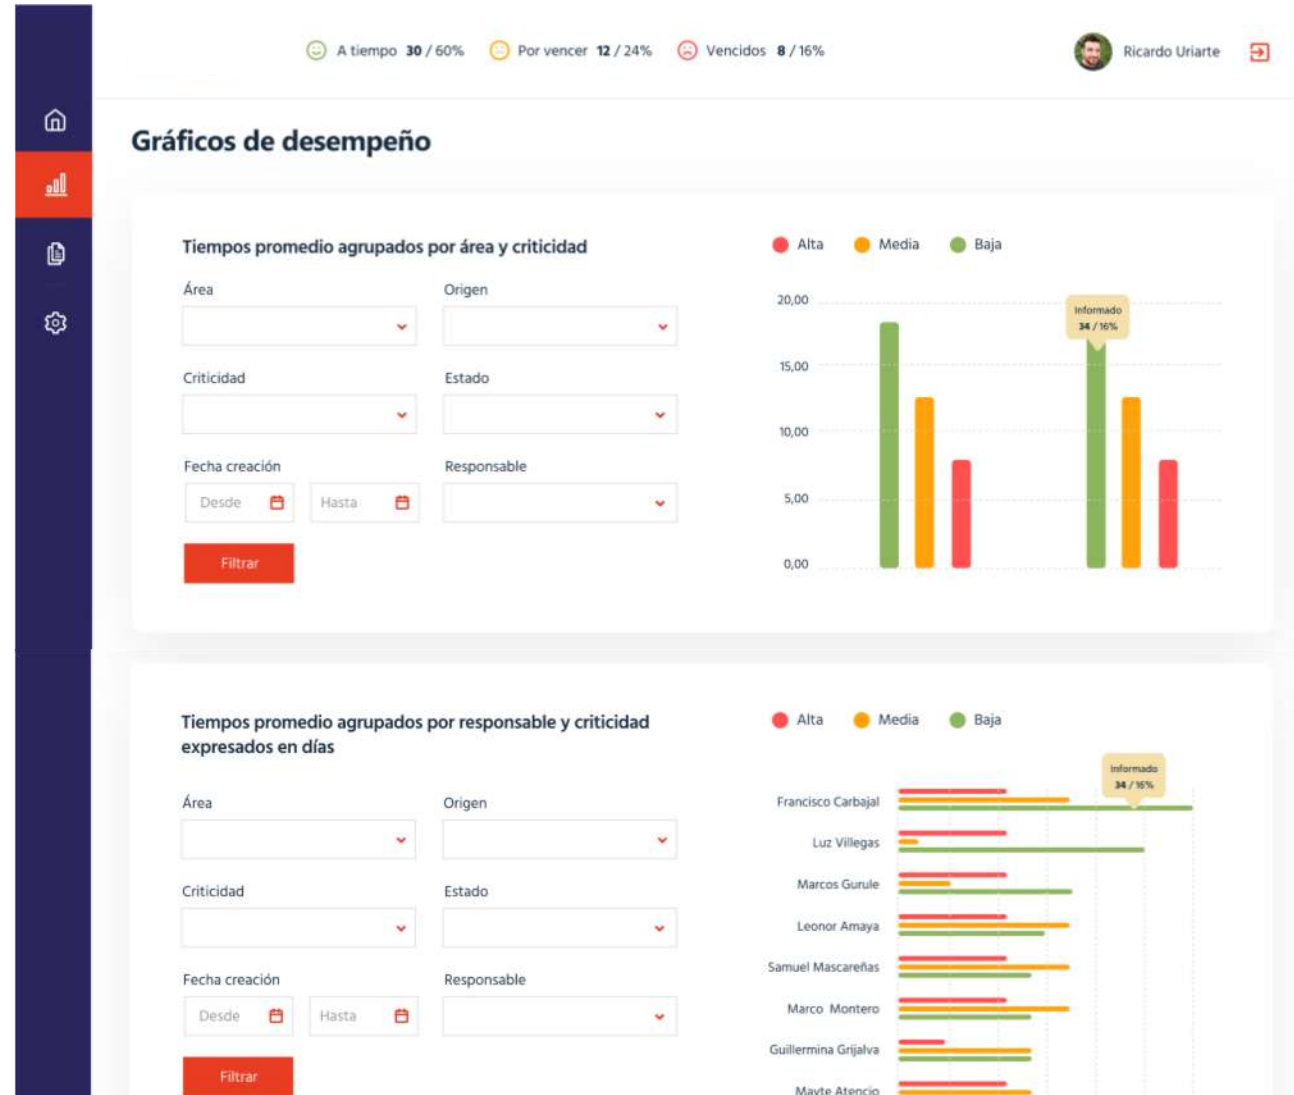 A tiempo 30 / 60% Por vencer 12 / 24% Vencidos 8 / 16% Ricardo Uriarte
Gráficos de desempeño
Tiempos promedio agrupados por área y criticidad
Área Origen
Criticidad Estado
Fecha creación Responsable
Desde Hasta
Filtrar
Alta Media Baja
20,00
15,00
10,00
5,00
0,00
Informado
34 / 16%
Tiempos promedio agrupados por responsable y criticidad
expresados en días
Área Origen
Criticidad Estado
Fecha creación Responsable
Desde Hasta
Filtrar
Alta Media Baja
Informado
34 / 16%
Francisco Carbajal
Luz Villegas
Marcos Gurule
Leonor Amaya
Samuel Mascareñas
Marco Montero
Guillermina Grijalva
Mayte Atencio